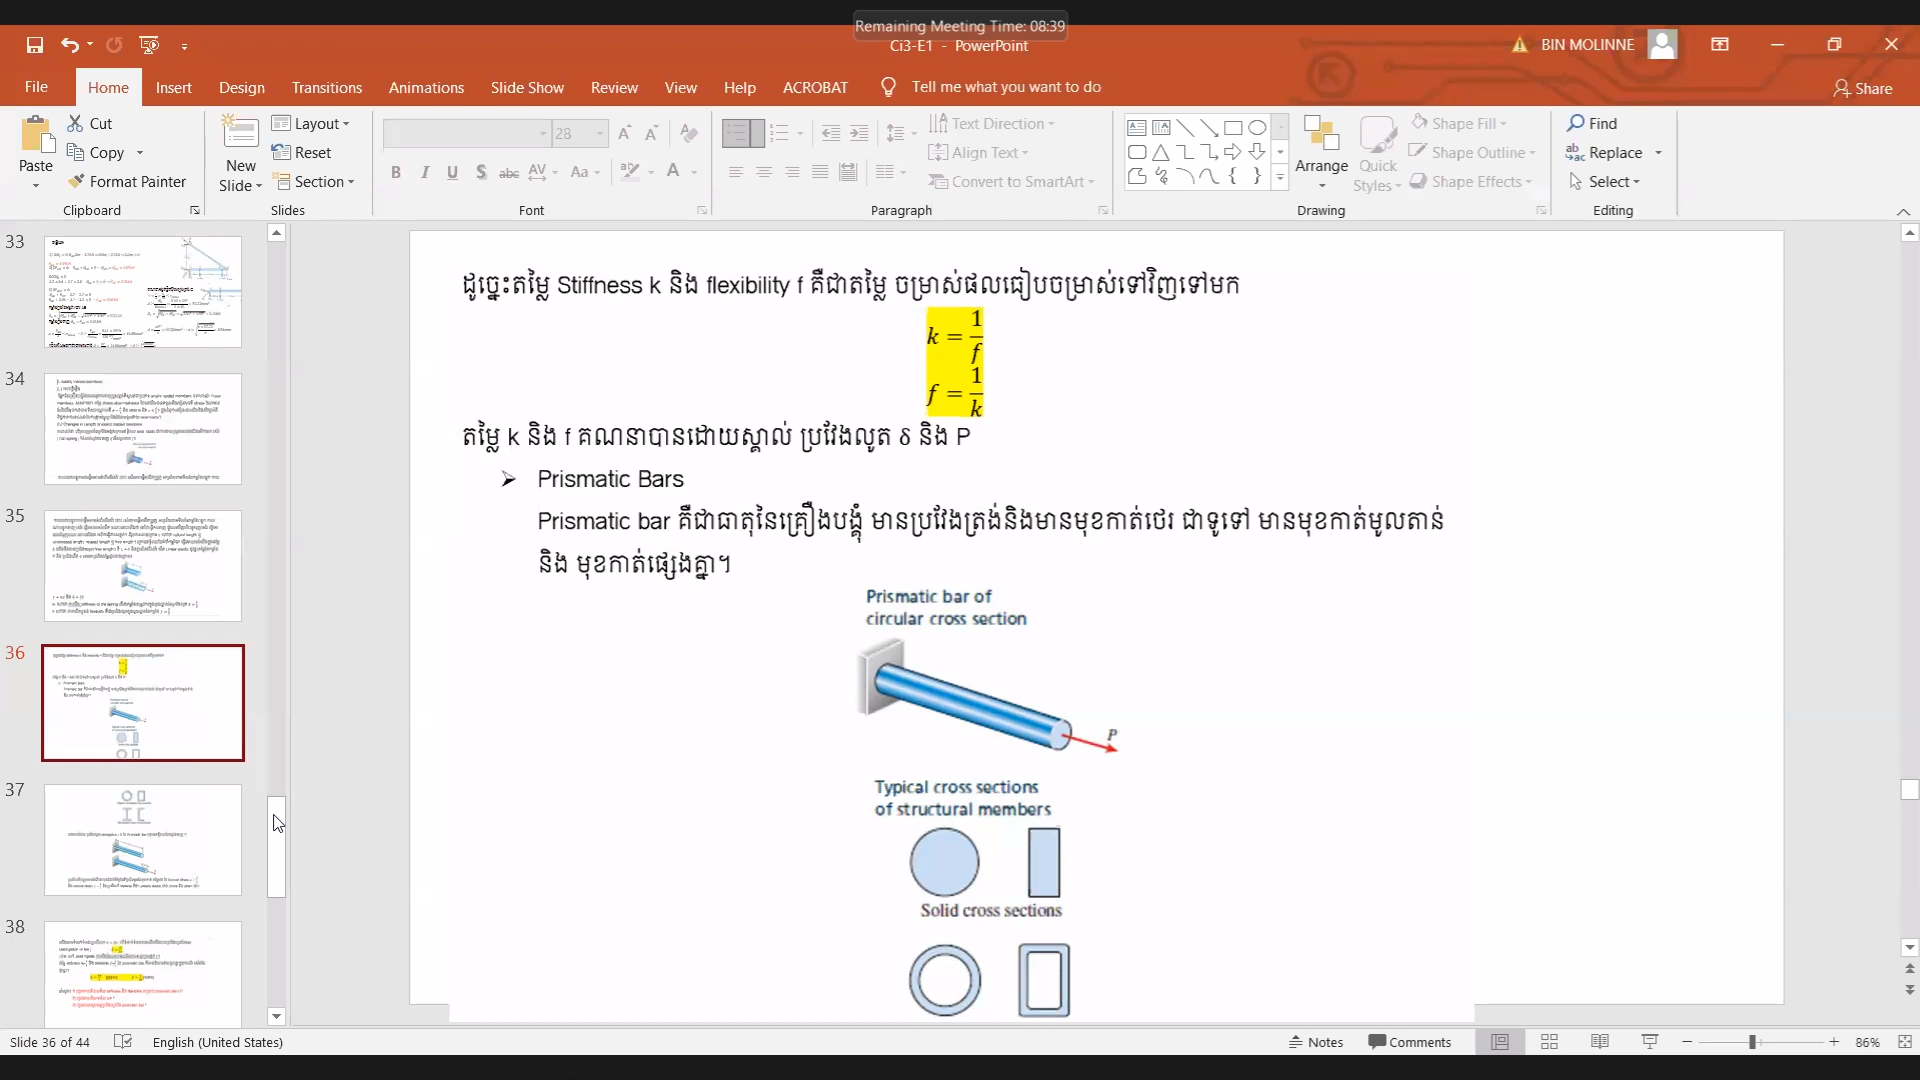 Remaining Meeting Time: 08:39
Ci3-E1 - PowerPoint
BIN MOLINNE
File Home Insert Design Transitions Animations Slide Show Review View Help ACROBAT Tell me what you want to do
Share
Cut
Copy
Format Painter
Paste
Clipboard
New Slide
Layout
Reset
Section
Slides
28
B I U S abc AV Aa A
Font
Text Direction
Align Text
Convert to SmartArt
Paragraph
Arrange
Quick Styles
Shape Fill
Shape Outline
Shape Effects
Drawing
Find
Replace
Select
Editing
33
34
35
36
37
38
ដូច្នេះតម្លៃ Stiffness k និង flexibility f គឺជាតម្លៃ ចម្រាស់ផលធៀបចម្រាស់ទៅវិញទៅមក
k = 1/f
f = 1/k
តម្លៃ k និង f គណនាបានដោយស្គាល់ ប្រវែងលូត δ និង P
➢ Prismatic Bars
Prismatic bar គឺជាធាតុនៃគ្រឿងបង្គុំ មានប្រវែងត្រង់និងមានមុខកាត់ថេរ ជាទូទៅ មានមុខកាត់មូលតាន់
និង មុខកាត់ផ្សេងគ្នា។
Prismatic bar of
circular cross section
P
Typical cross sections
of structural members
Solid cross sections
Slide 36 of 44
English (United States)
Notes
Comments
86%